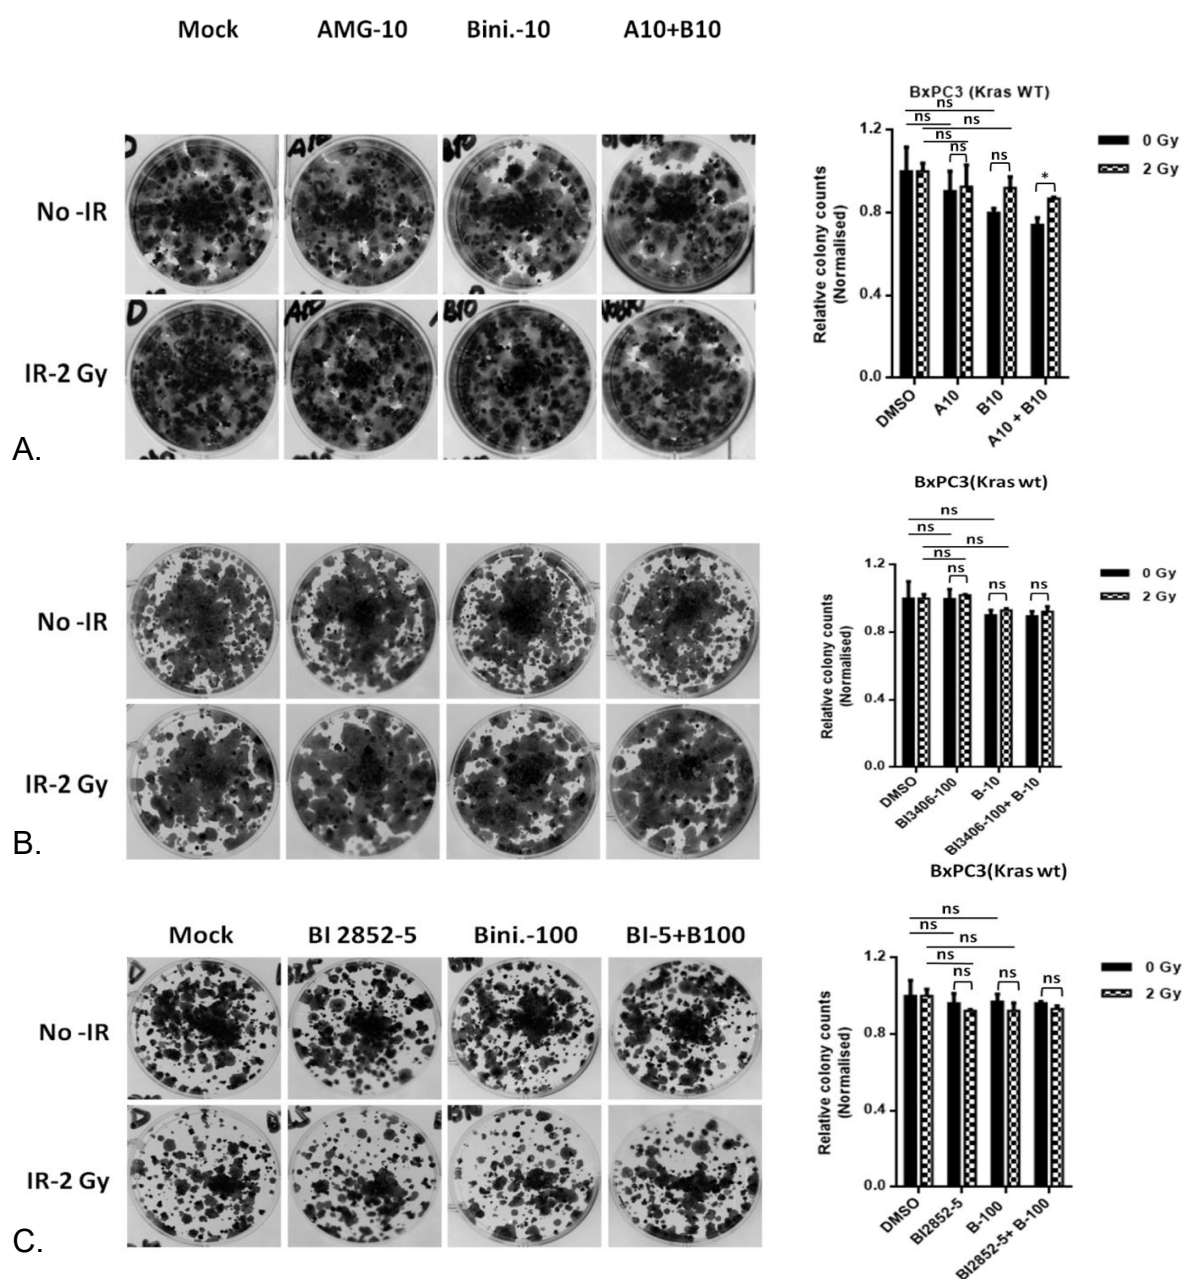 Mock AMG-10 Bini.-10 A10+B10
BxPC3 (Kras WT)
ns
ns ns
ns
ns ns *
1.2
0.8
0.4
0.0
Relative colony counts
(Normalised)
0 Gy
2 Gy
DMSO A10 B10 A10 + B10
No -IR
D A10 B10
IR-2 Gy
D A10 B10
A.
BxPC3(Kras wt)
ns
ns
ns
ns
ns ns ns
1.2
0.8
0.4
0.0
Relative colony counts
(Normalised)
0 Gy
2 Gy
DMSO BI3406-100 B-10 BI3406-100+ B-10
No -IR
IR-2 Gy
B.
BxPC3(Kras wt)
Mock BI 2852-5 Bini.-100 BI-5+B100
ns
ns
ns
ns
ns ns ns
1.2
0.8
0.4
0.0
Relative colony counts
(Normalised)
0 Gy
2 Gy
DMSO BI2852-5 B-100 BI2852-5+ B-100
No -IR
IR-2 Gy
C.